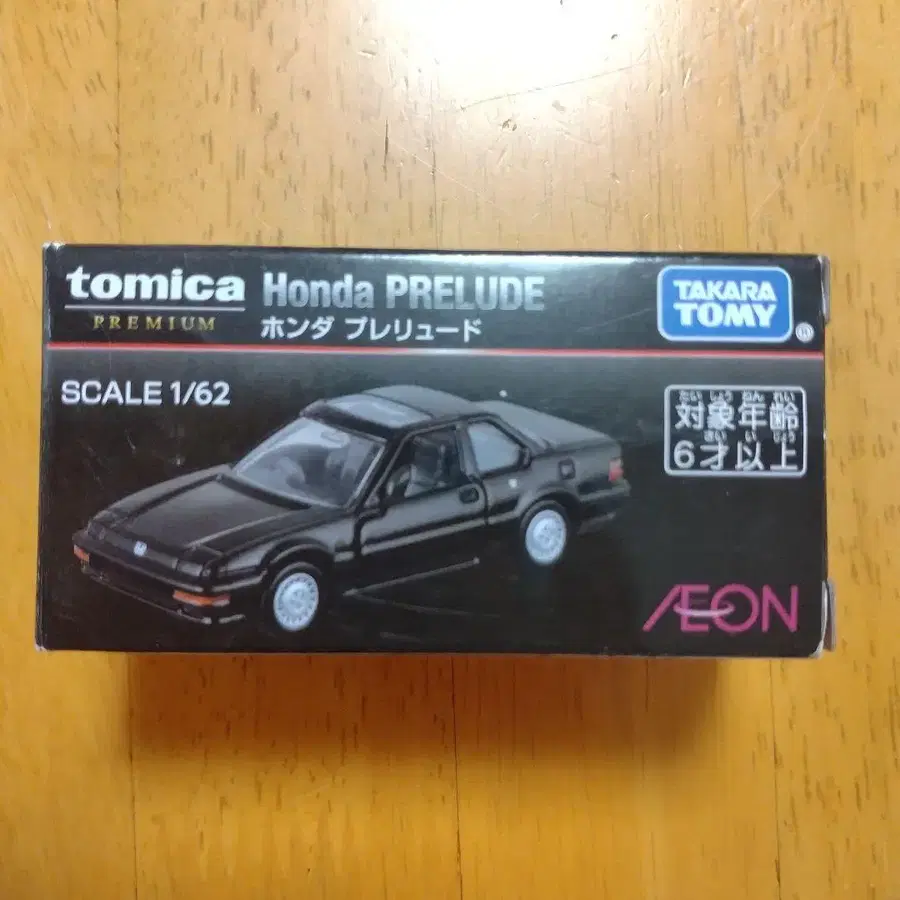 tomica
PREMIUM
Honda PRELUDE
ホンダ プレリュード
TAKARA
TOMY
®
SCALE 1/62
たい しょう ねん れい
対象年齢
さい い じょう
6才以上
ÆON